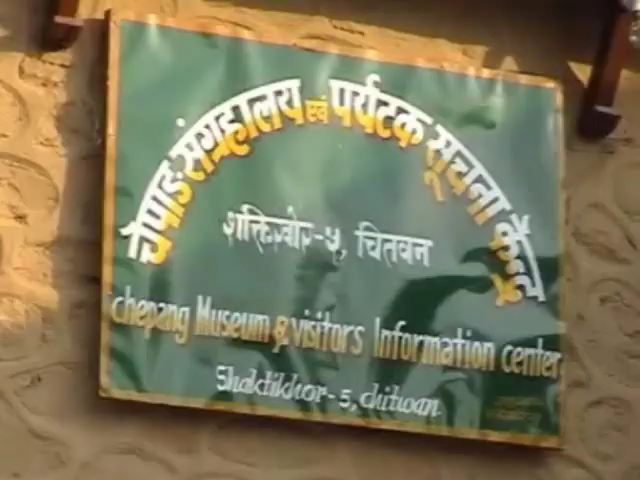 चेपाङ संग्रहालय एवं पर्यटक सूचना केन्द्र
शक्तिखोर-५, चितवन
chepang Museum & visitors Information center
Shaktikhor-5, chitwan